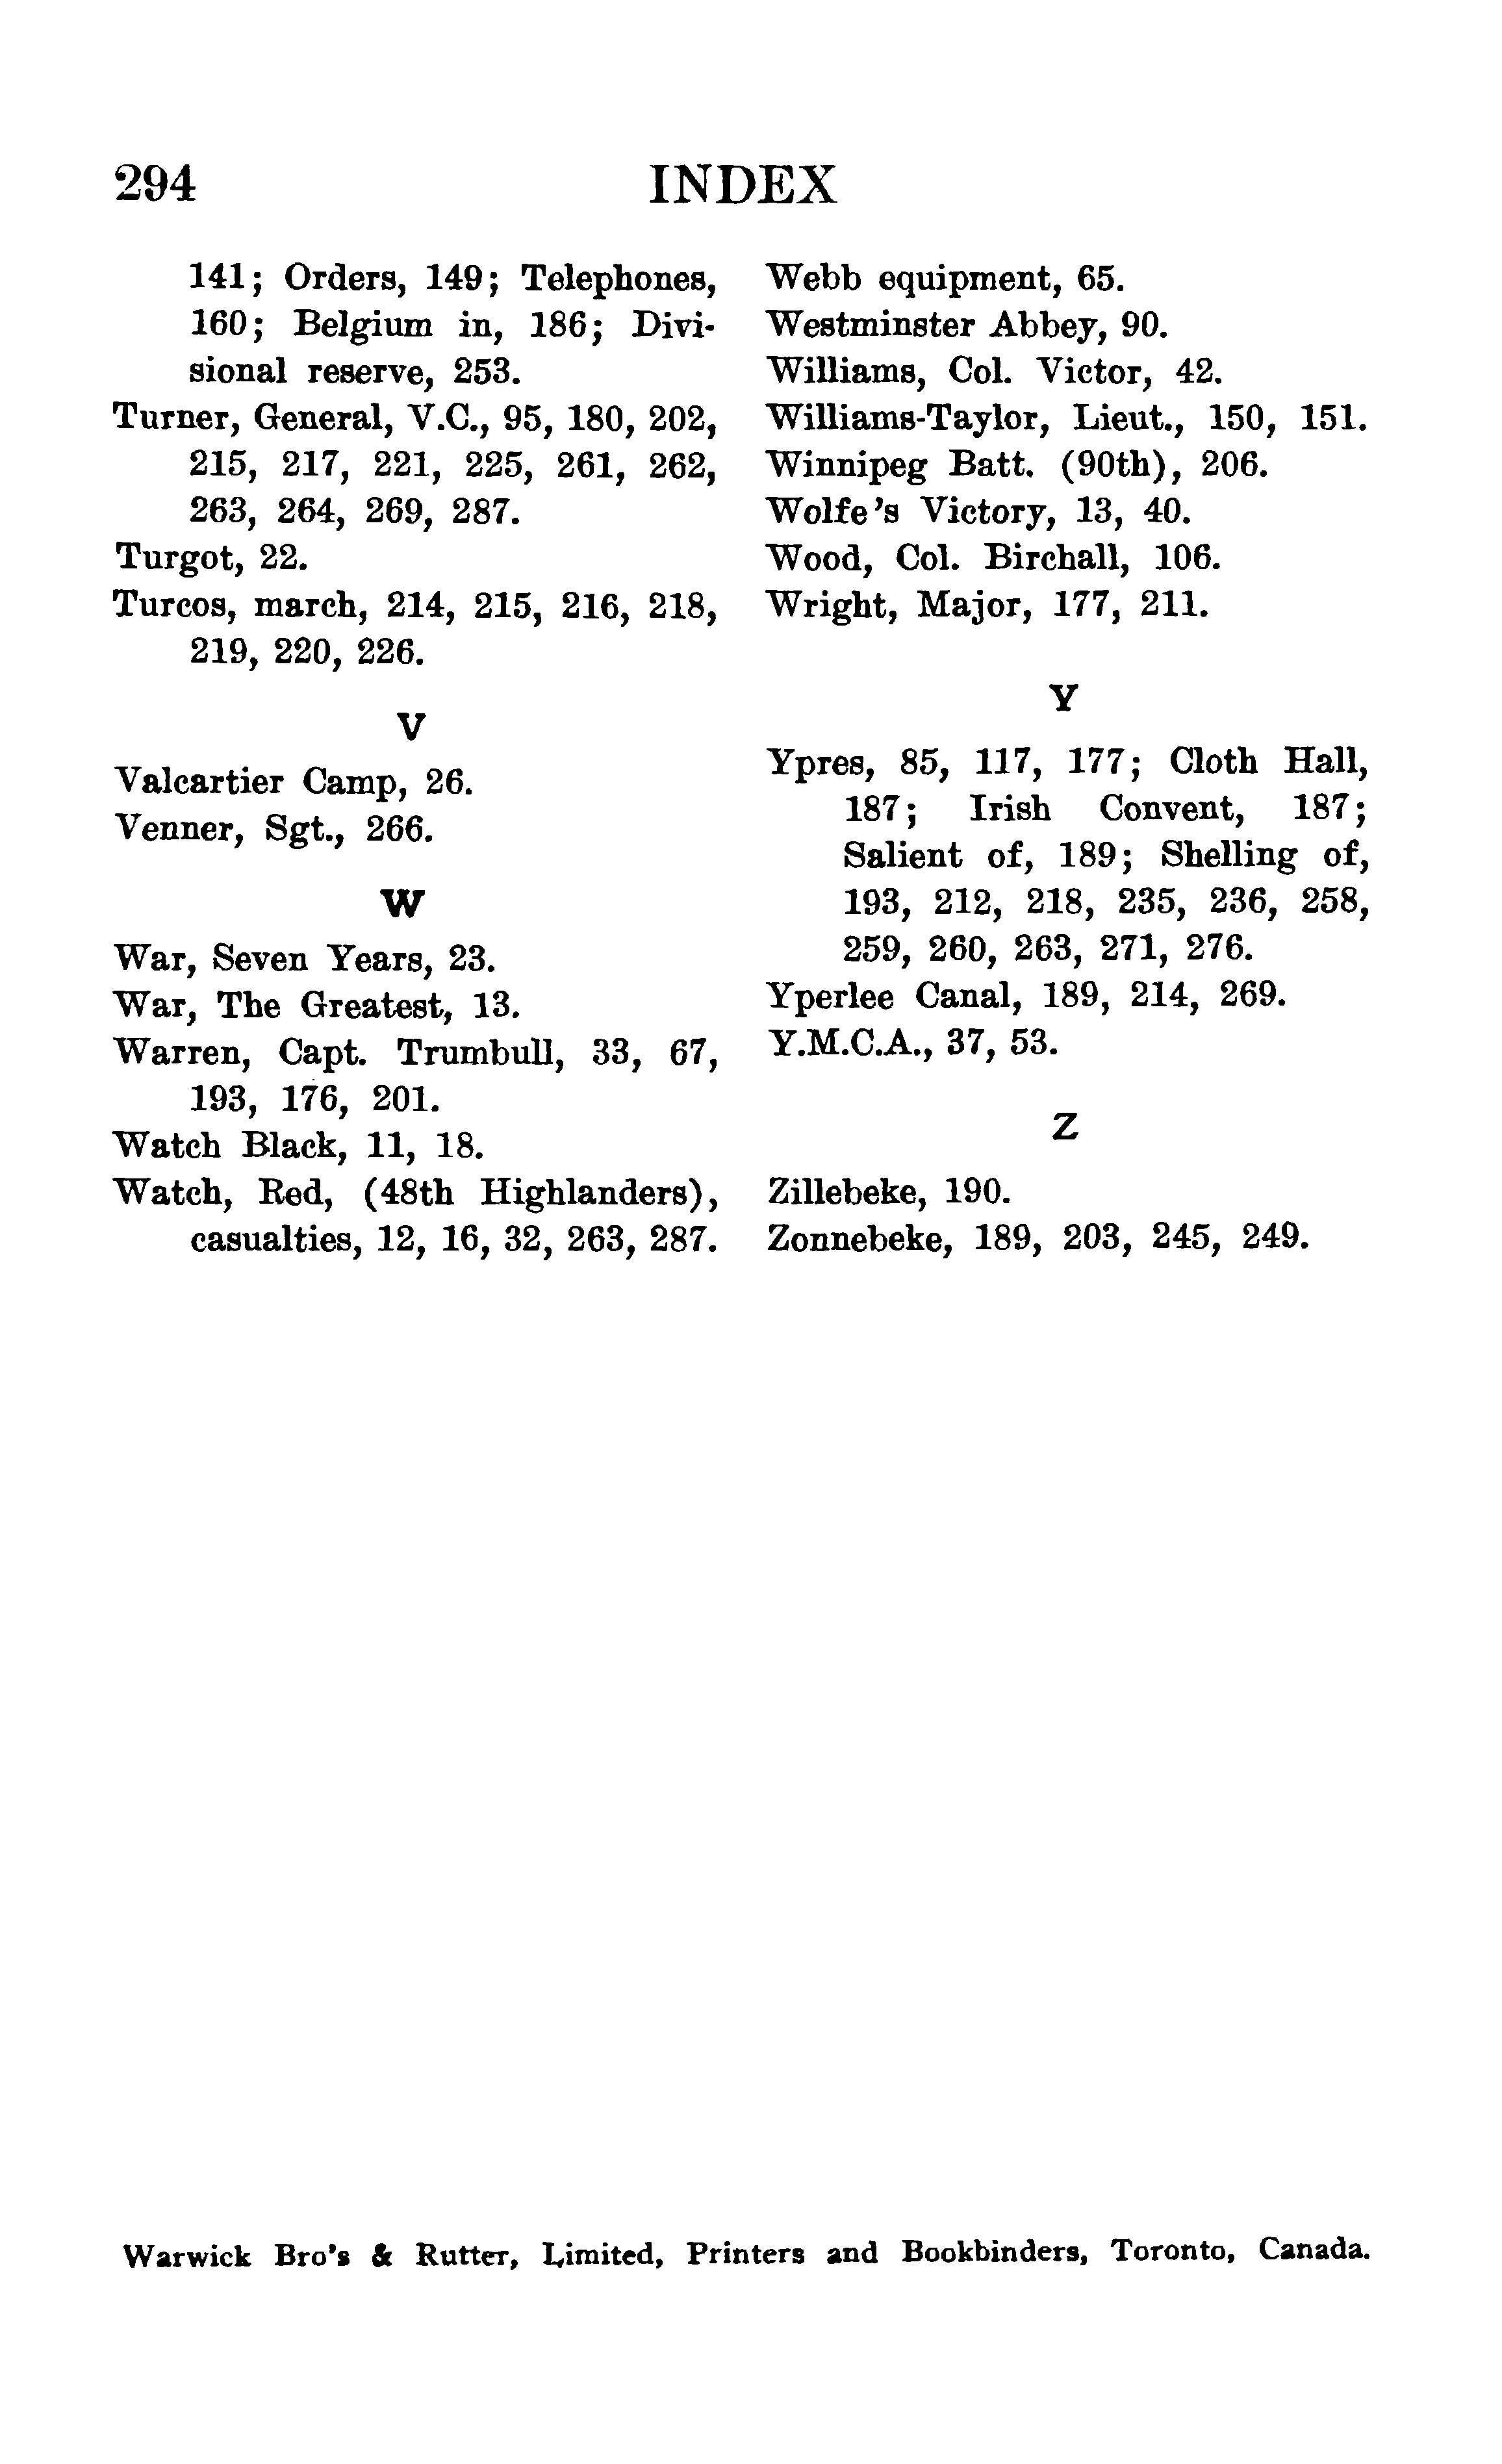 294 INDEX
141; Orders, 149; Telephones,
160; Belgium in, 186; Divi-
sional reserve, 253.
Turner, General, V.C., 95, 180, 202,
215, 217, 221, 225, 261, 262,
263, 264, 269, 287.
Turgot, 22.
Turcos, march, 214, 215, 216, 218,
219, 220, 226.
V
Valcartier Camp, 26.
Venner, Sgt., 266.
W
War, Seven Years, 23.
War, The Greatest, 13.
Warren, Capt. Trumbull, 33, 67,
193, 176, 201.
Watch Black, 11, 18.
Watch, Red, (48th Highlanders),
casualties, 12, 16, 32, 263, 287.
Webb equipment, 65.
Westminster Abbey, 90.
Williams, Col. Victor, 42.
Williams-Taylor, Lieut., 150, 151.
Winnipeg Batt. (90th), 206.
Wolfe's Victory, 13, 40.
Wood, Col. Birchall, 106.
Wright, Major, 177, 211.
Y
Ypres, 85, 117, 177; Cloth Hall,
187; Irish Convent, 187;
Salient of, 189; Shelling of,
193, 212, 218, 235, 236, 258,
259, 260, 263, 271, 276.
Yperlee Canal, 189, 214, 269.
Y.M.C.A., 37, 53.
Z
Zillebeke, 190.
Zonnebeke, 189, 203, 245, 249.
Warwick Bro's & Rutter, Limited, Printers and Bookbinders, Toronto, Canada.